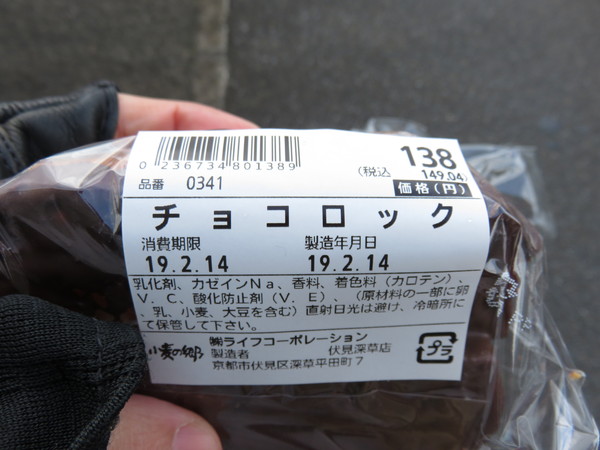 0 236734 801389
138
(税込 149.04)
品番 0341
価格(円)
チョコロック
消費期限 製造年月日
19.2.14 19.2.14
乳化剤、カゼインNa、香料、着色料(カロテン)、
V.C、酸化防止剤(V.E)、(原材料の一部に卵
、乳、小麦、大豆を含む)直射日光は避け、冷暗所に
て保管して下さい。
小麦の郷
㈱ライフコーポレーション
製造者 伏見深草店
京都市伏見区深草平田町7
プラ